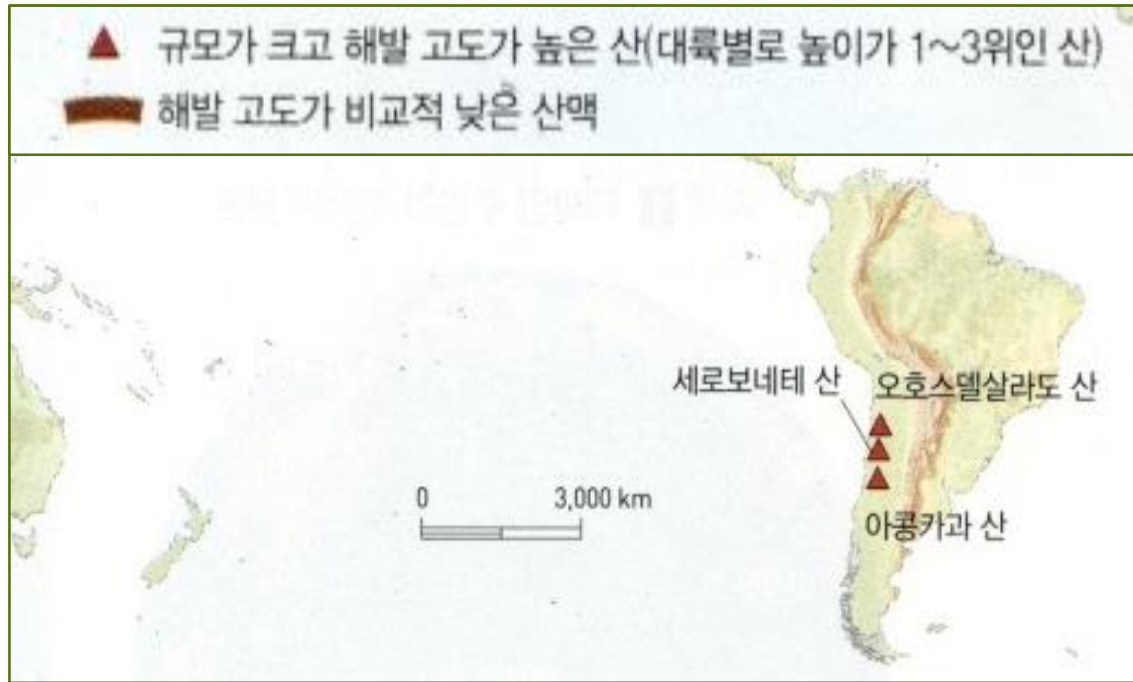 규모가 크고 해발 고도가 높은 산(대륙별로 높이가 1~3위인 산)
해발 고도가 비교적 낮은 산맥
세로보네테 산
오호스델살라도 산
0 3,000 km
아콩카과 산